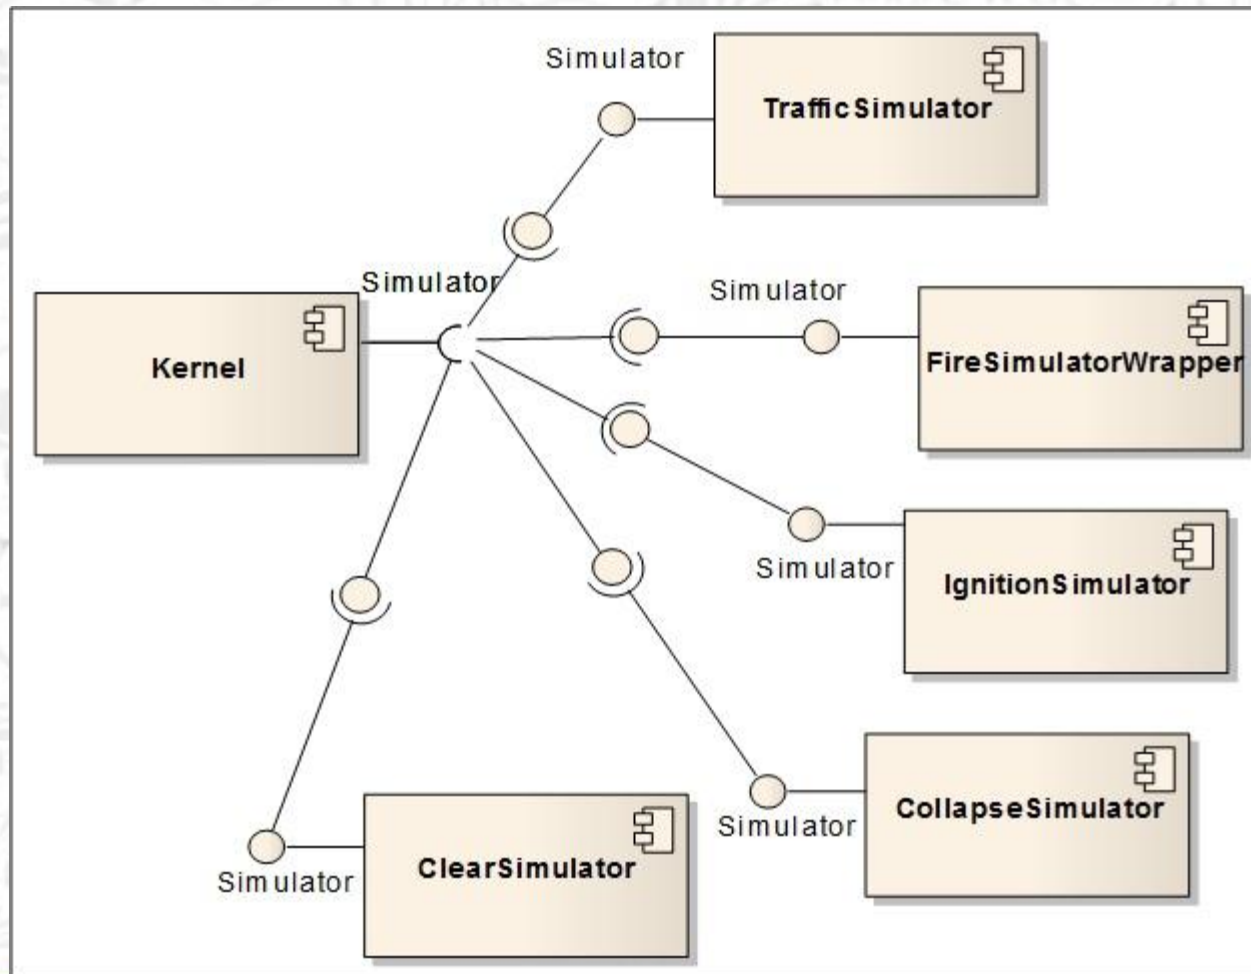 Simulator
TrafficSimulator
Simulator
Simulator
Kernel
FireSimulatorWrapper
Simulator
IgnitionSimulator
CollapseSimulator
Simulator
ClearSimulator
Simulator